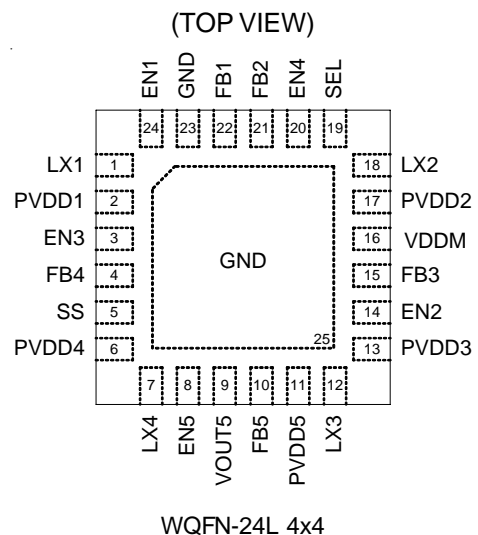 (TOP VIEW)
EN1 GND FB1 FB2 EN4 SEL
24 23 22 21 20 19
LX1 1 18 LX2
PVDD1 2 17 PVDD2
EN3 3 16 VDDM
FB4 4 GND 15 FB3
SS 5 14 EN2
PVDD4 6 25 13 PVDD3
7 8 9 10 11 12
LX4 EN5 VOUT5 FB5 PVDD5 LX3
WQFN-24L 4x4